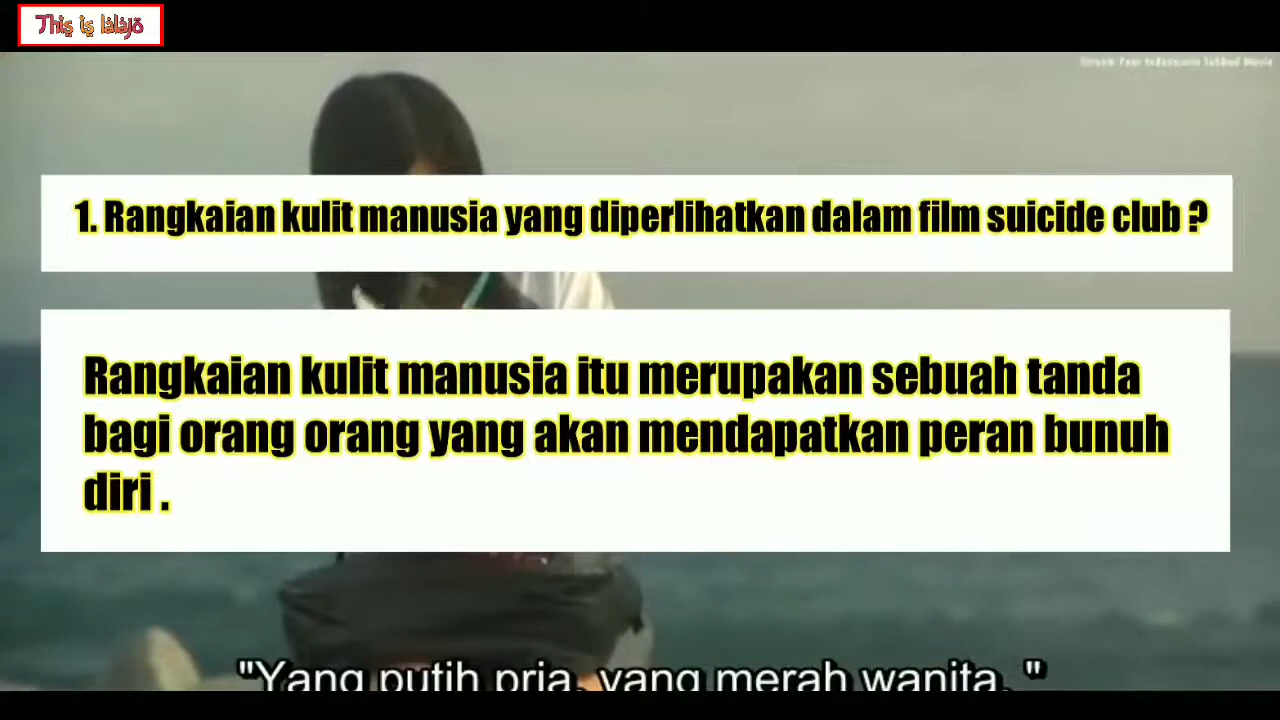 This is lalajo
1. Rangkaian kulit manusia yang diperlihatkan dalam film suicide club ?
Rangkaian kulit manusia itu merupakan sebuah tanda
bagi orang orang yang akan mendapatkan peran bunuh
diri .
"Yang putih pria, yang merah wanita. "